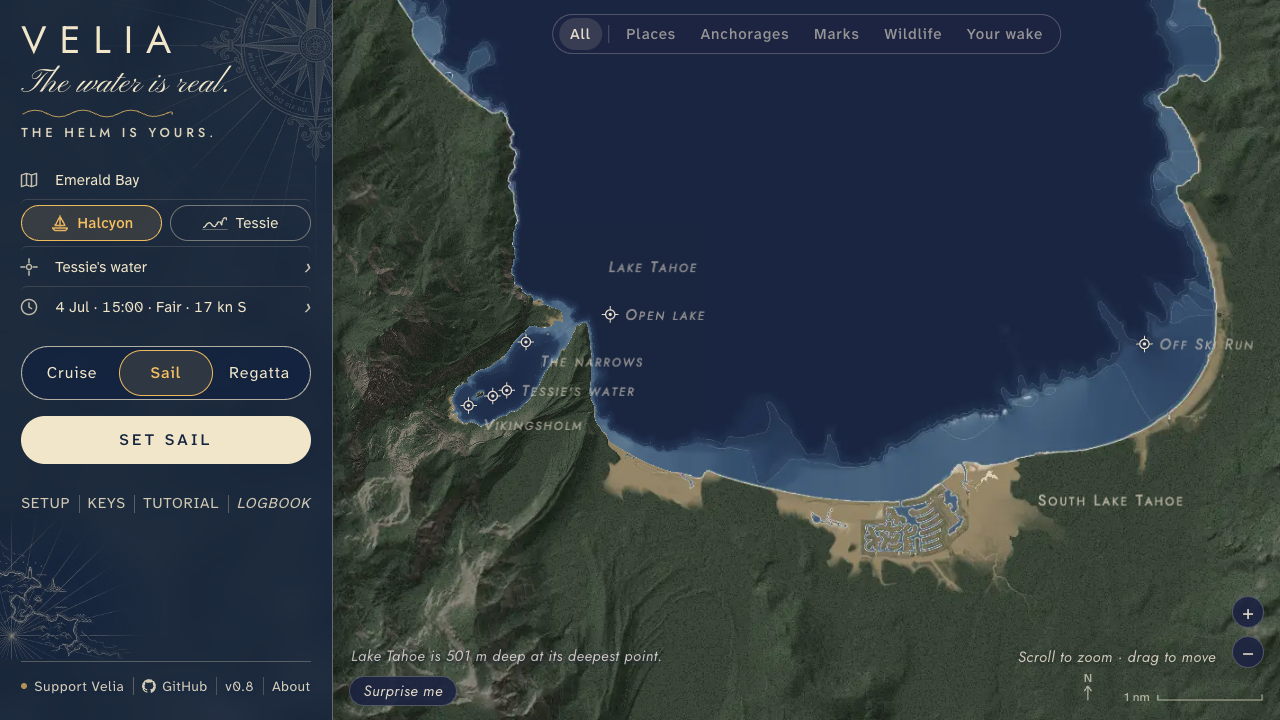 VELIA
The water is real.
THE HELM IS YOURS.
Emerald Bay
Halcyon
Tessie
Tessie's water
4 Jul · 15:00 · Fair · 17 kn S
Cruise
Sail
Regatta
SET SAIL
SETUP
KEYS
TUTORIAL
LOGBOOK
Support Velia
GitHub
v0.8
About
All
Places
Anchorages
Marks
Wildlife
Your wake
LAKE TAHOE
OPEN LAKE
THE NARROWS
TESSIE'S WATER
VIKINGSHOLM
OFF SKI RUN
SOUTH LAKE TAHOE
Lake Tahoe is 501 m deep at its deepest point.
Surprise me
Scroll to zoom · drag to move
+
−
N
1 nm